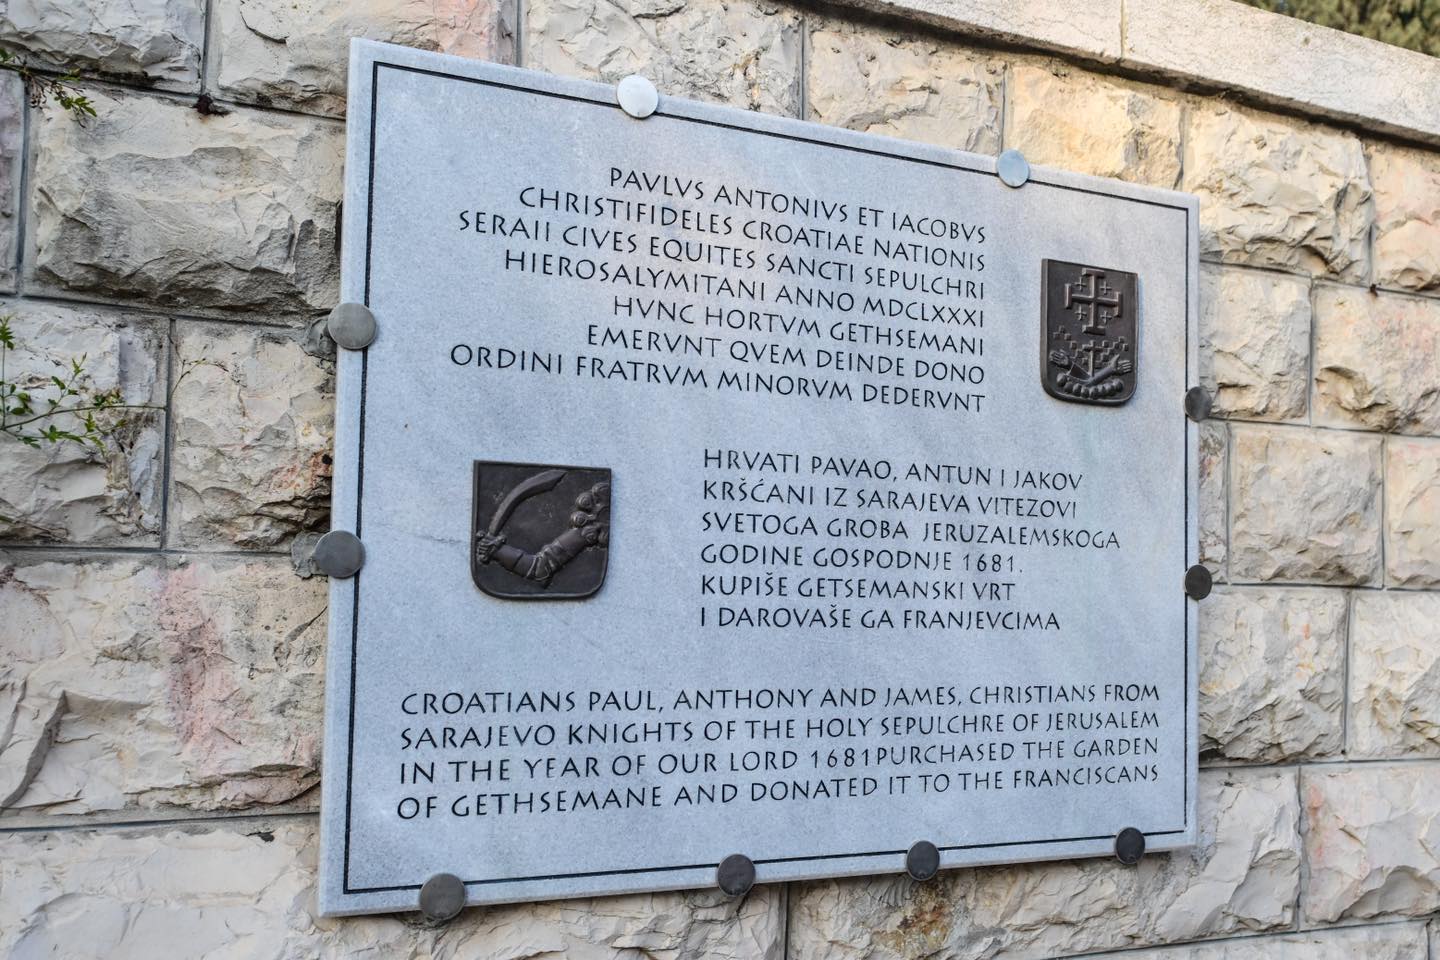 PAVLVS ANTONIVS ET IACOBVS
CHRISTIFIDELES CROATIAE NATIONIS
SERAII CIVES EQUITES SANCTI SEPULCHRI
HIEROSALYMITANI ANNO MDCLXXXI
HVNC HORTVM GETHSEMANI
EMERVNT QVEM DEINDE DONO
ORDINI FRATRVM MINORVM DEDERVNT
HRVATI PAVAO, ANTUN I JAKOV
KRŠĆANI IZ SARAJEVA VITEZOVI
SVETOGA GROBA JERUZALEMSKOGA
GODINE GOSPODNJE 1681.
KUPIŠE GETSEMANSKI VRT
I DAROVAŠE GA FRANJEVCIMA
CROATIANS PAUL, ANTHONY AND JAMES, CHRISTIANS FROM
SARAJEVO KNIGHTS OF THE HOLY SEPULCHRE OF JERUSALEM
IN THE YEAR OF OUR LORD 1681 PURCHASED THE GARDEN
OF GETHSEMANE AND DONATED IT TO THE FRANCISCANS